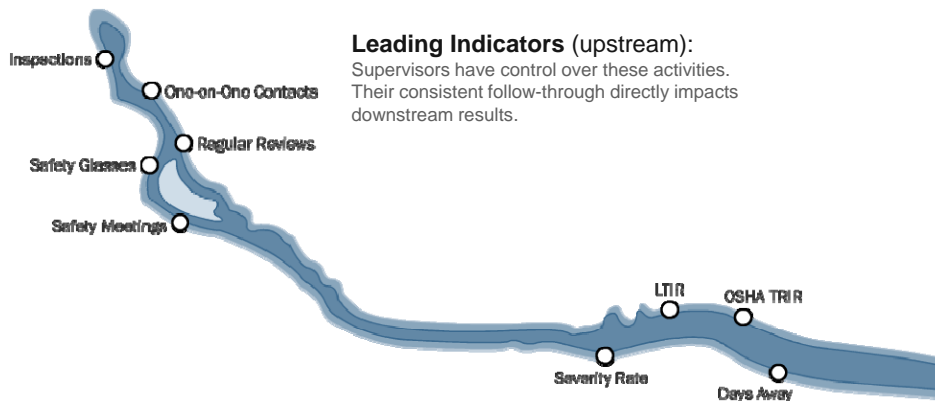 Leading Indicators (upstream):
Supervisors have control over these activities.
Their consistent follow-through directly impacts
downstream results.
Inspections
One-on-One Contacts
Regular Reviews
Safety Glasses
Safety Meetings
LTIR
OSHA TRIR
Severity Rate
Days Away